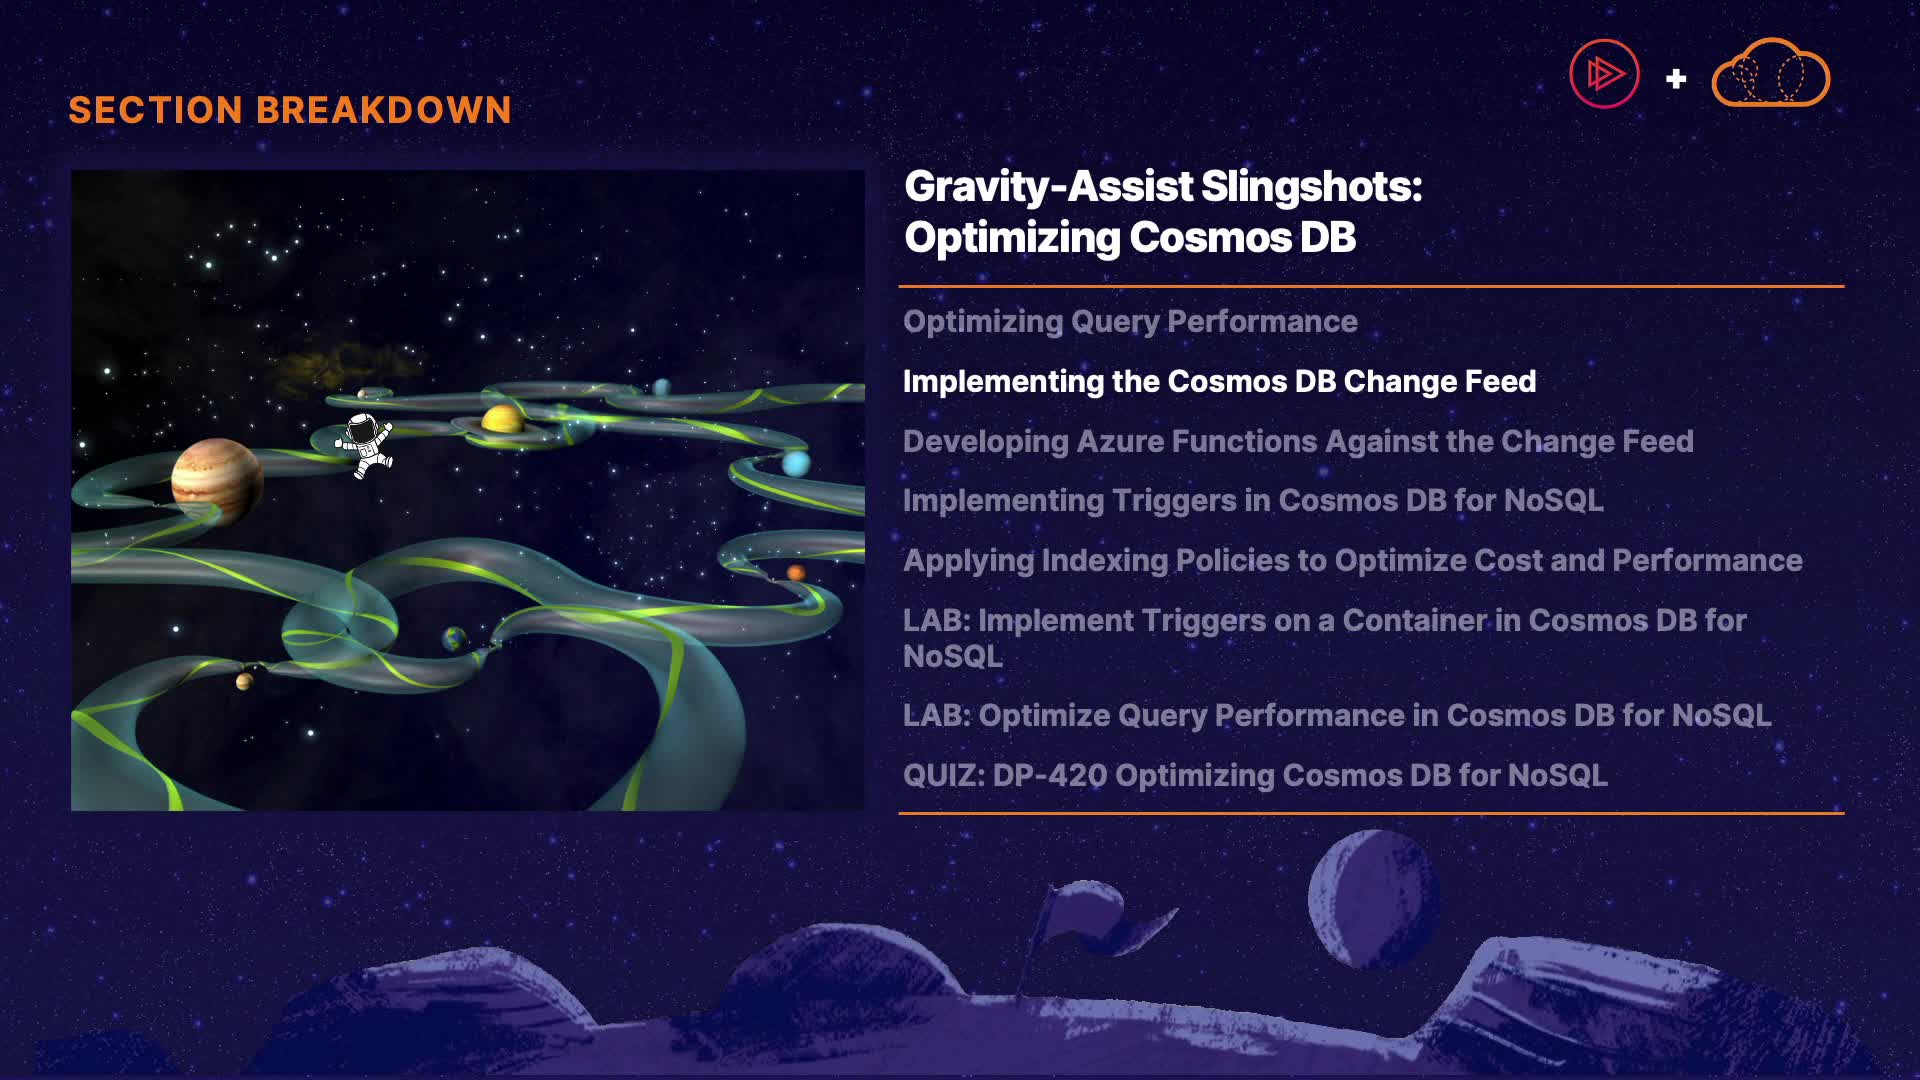 SECTION BREAKDOWN
Gravity-Assist Slingshots:
Optimizing Cosmos DB
Optimizing Query Performance
Implementing the Cosmos DB Change Feed
Developing Azure Functions Against the Change Feed
Implementing Triggers in Cosmos DB for NoSQL
Applying Indexing Policies to Optimize Cost and Performance
LAB: Implement Triggers on a Container in Cosmos DB for
NoSQL
LAB: Optimize Query Performance in Cosmos DB for NoSQL
QUIZ: DP-420 Optimizing Cosmos DB for NoSQL